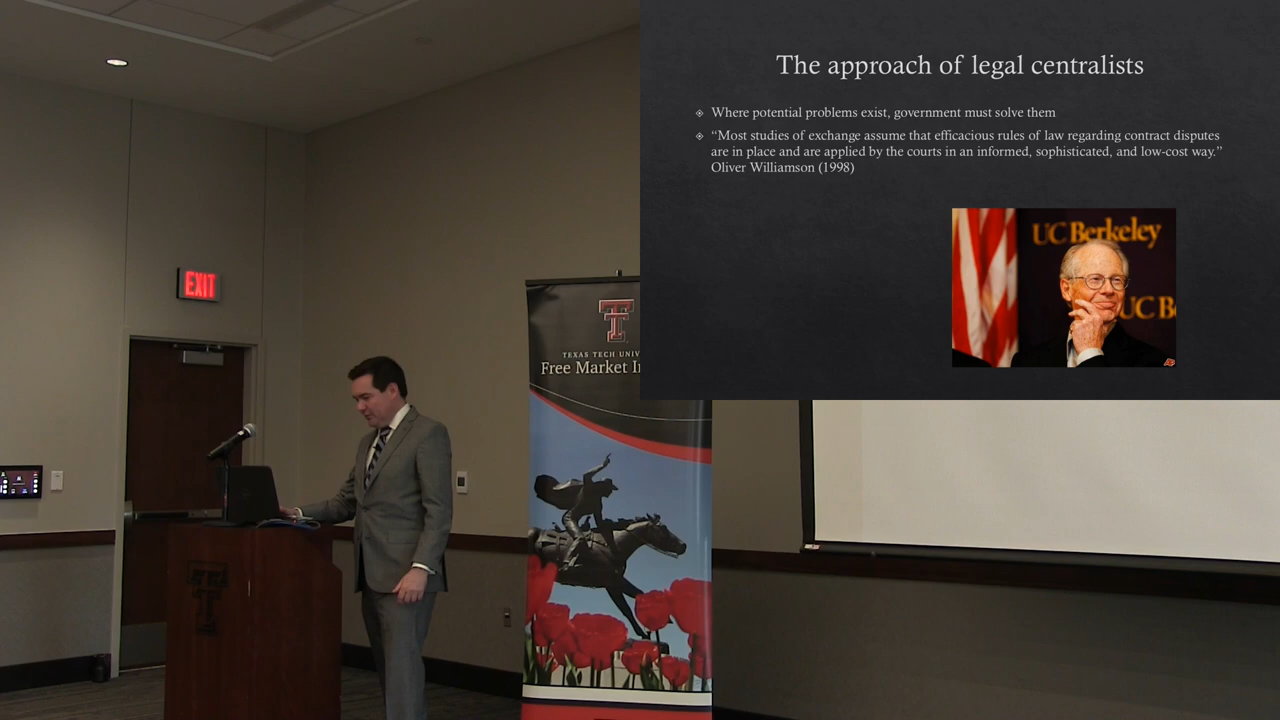 The approach of legal centralists
Where potential problems exist, government must solve them
“Most studies of exchange assume that efficacious rules of law regarding contract disputes
are in place and are applied by the courts in an informed, sophisticated, and low-cost way.”
Oliver Williamson (1998)
UC Berkeley
UC B
EXIT
TEXAS TECH UNIV
Free Market I